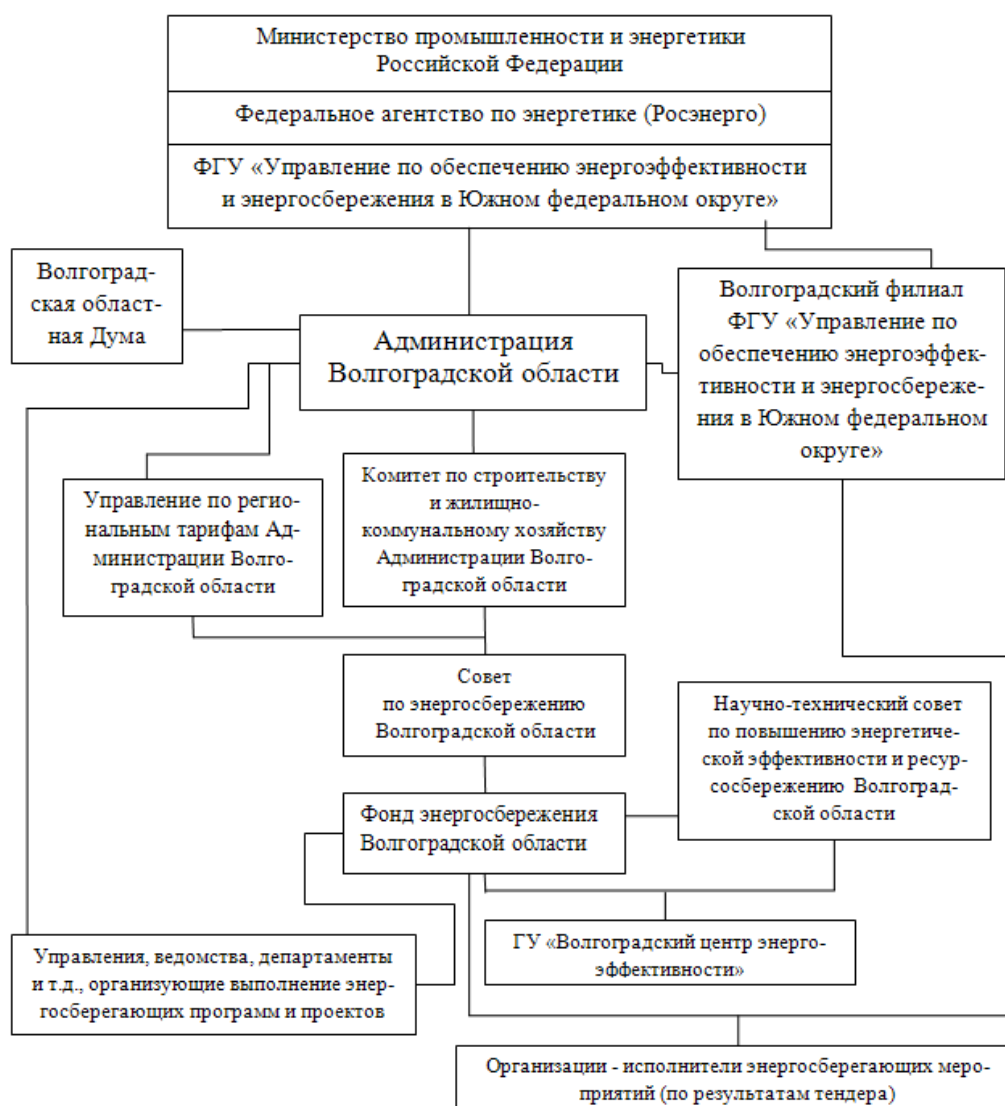 Министерство промышленности и энергетики
Российской Федерации
Федеральное агентство по энергетике (Росэнерго)
ФГУ «Управление по обеспечению энергоэффективности
и энергосбережения в Южном федеральном округе»
Волгоград-
ская област-
ная Дума
Администрация
Волгоградской области
Волгоградский филиал
ФГУ «Управление по
обеспечению энергоэффек-
тивности и энергосбереже-
ния в Южном федеральном
округе»
Управление по регио-
нальным тарифам Ад-
министрации Волго-
градской области
Комитет по строительству
и жилищно-
коммунальному хозяйству
Администрации Волго-
градской области
Совет
по энергосбережению
Волгоградской области
Научно-технический совет
по повышению энергетиче-
ской эффективности и ресур-
сосбережению Волгоград-
ской области
Фонд энергосбережения
Волгоградской области
ГУ «Волгоградский центр энерго-
эффективности»
Управления, ведомства, департаменты
и т.д., организующие выполнение энер-
госберегающих программ и проектов
Организации - исполнители энергосберегающих меро-
приятий (по результатам тендера)